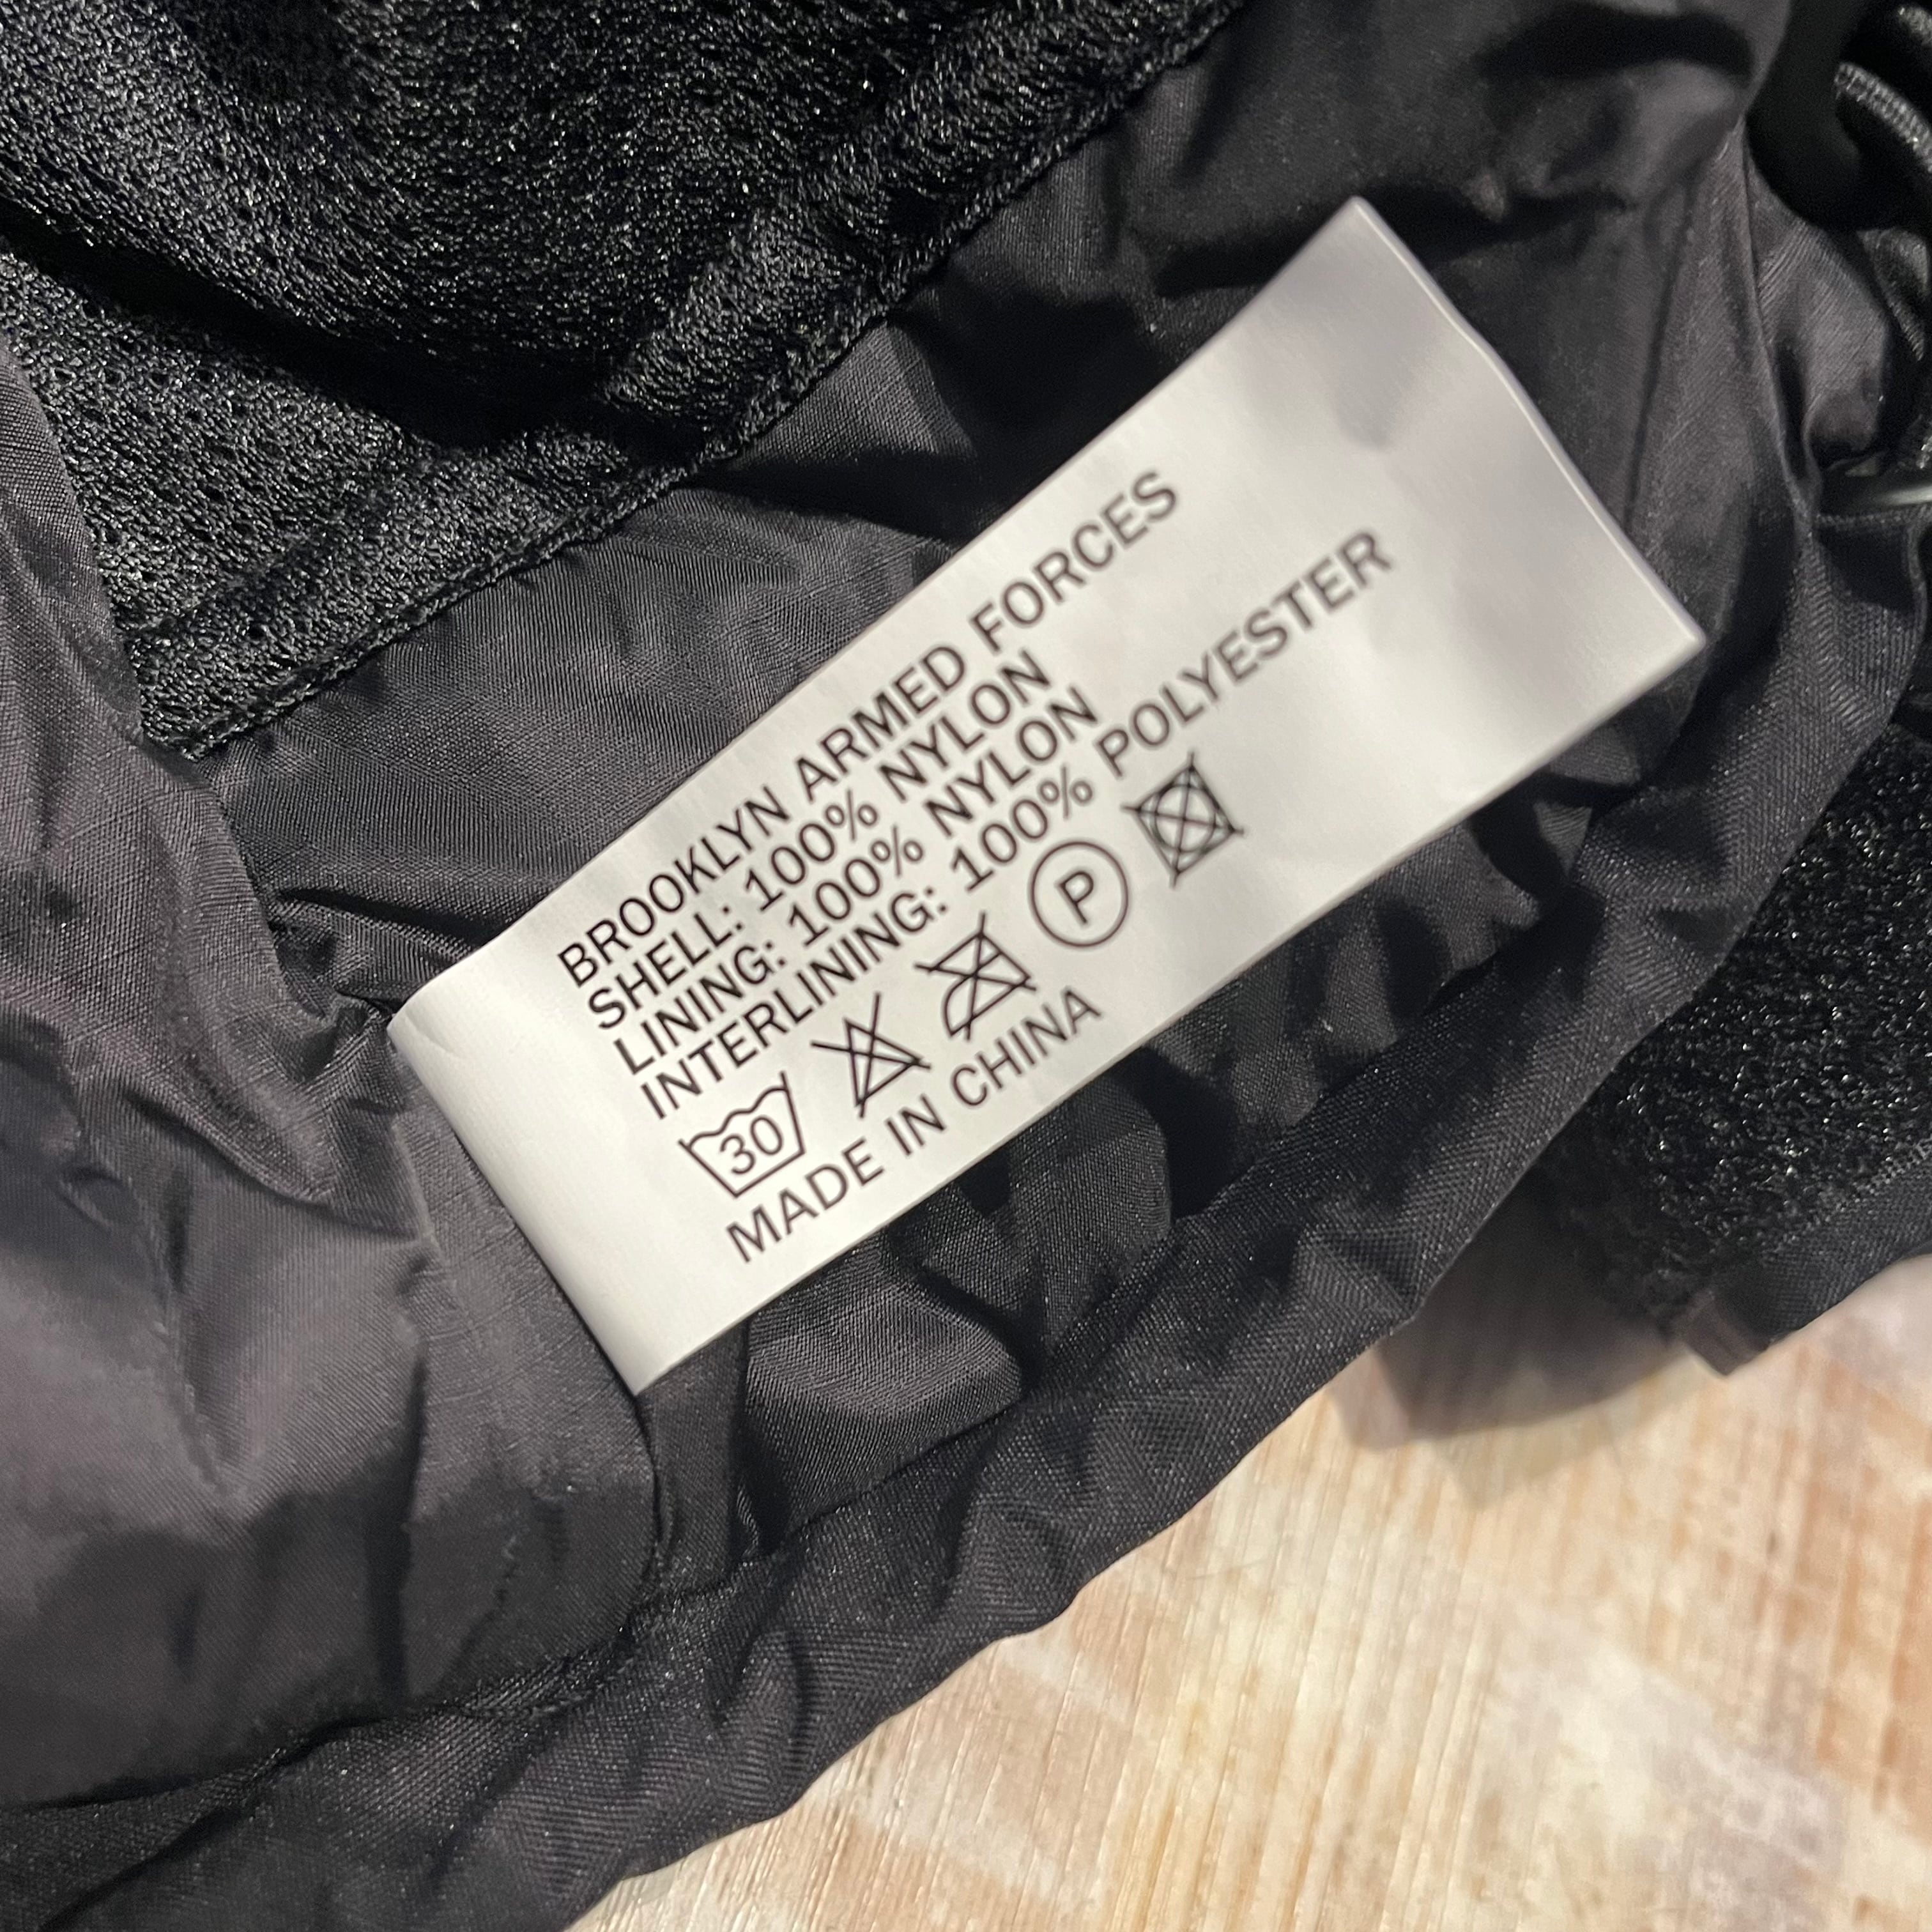 BROOKLYN ARMED FORCES
SHELL: 100% NYLON
LINING: 100% NYLON
INTERLINING: 100% POLYESTER
30 P
MADE IN CHINA